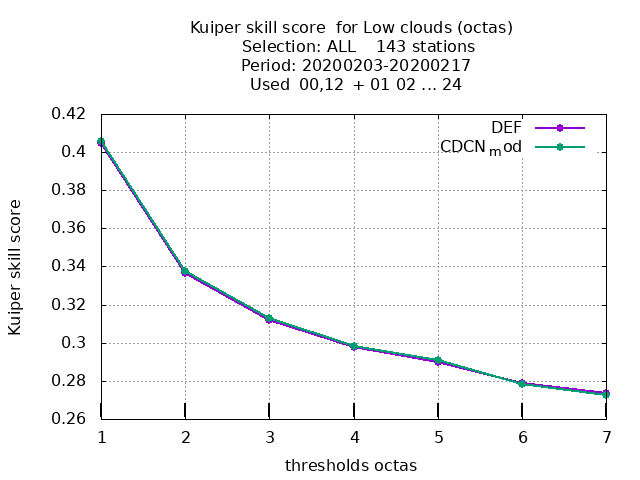 Kuiper skill score  for Low clouds (octas)
Selection: ALL    143 stations
Period: 20200203-20200217
Used  00,12  + 01 02 ... 24
DEF
CDCN_mod
Kuiper skill score
0.42
0.4
0.38
0.36
0.34
0.32
0.3
0.28
0.26
1 2 3 4 5 6 7
thresholds octas